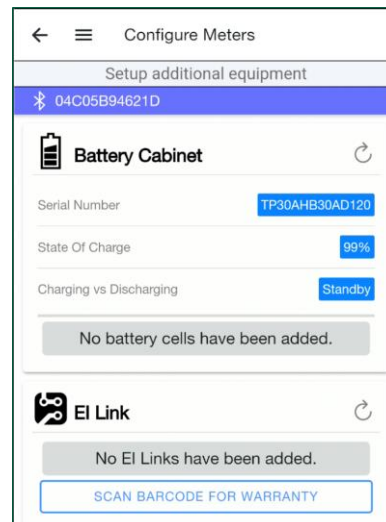 Configure Meters
Setup additional equipment
04C05B94621D
Battery Cabinet
Serial Number TP30AHB30AD120
State Of Charge 99%
Charging vs Discharging Standby
No battery cells have been added.
EI Link
No EI Links have been added.
SCAN BARCODE FOR WARRANTY